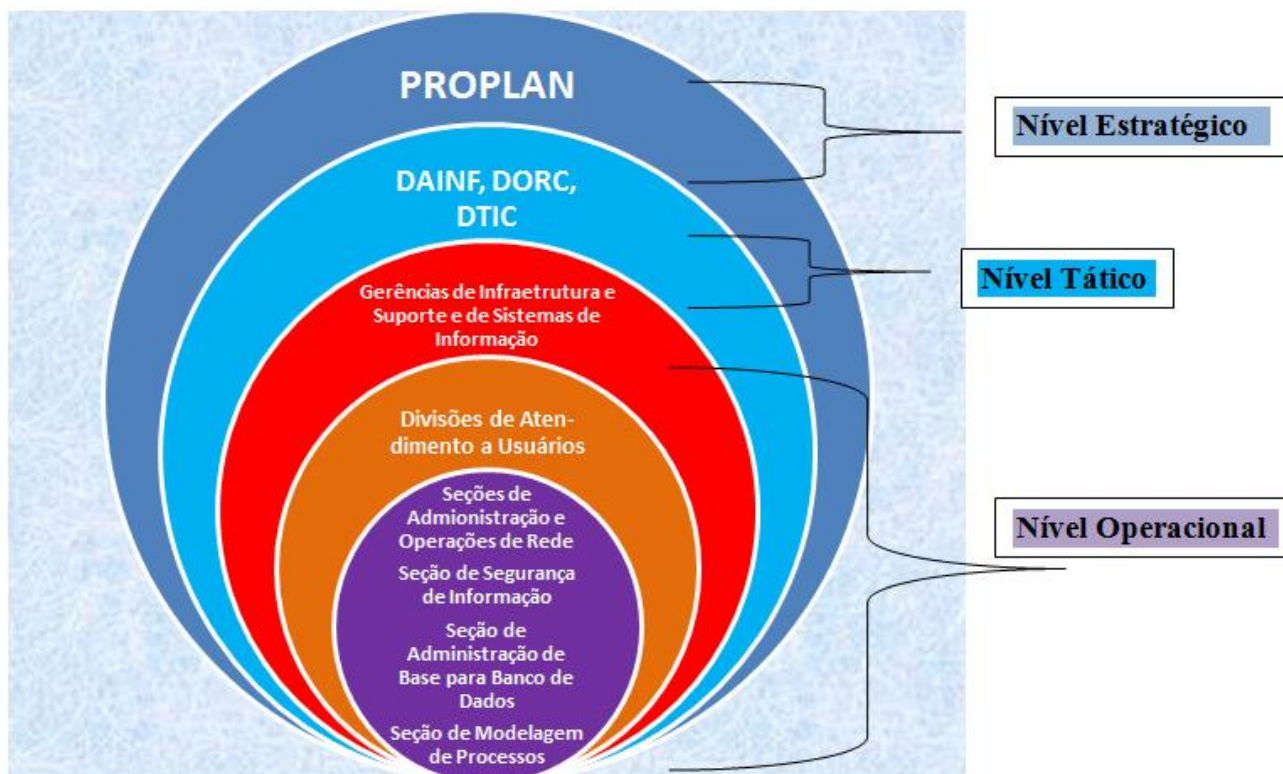 PROPLAN
Nível Estratégico
DAINF, DORC,
DTIC
Nível Tático
Gerências de Infraetrutura e
Suporte e de Sistemas de
Informação
Divisões de Aten-
dimento a Usuários
Seções de
Admionistração e
Operações de Rede
Nível Operacional
Seção de Segurança
de Informação
Seção de
Administração de
Base para Banco de
Dados
Seção de Modelagem
de Processos